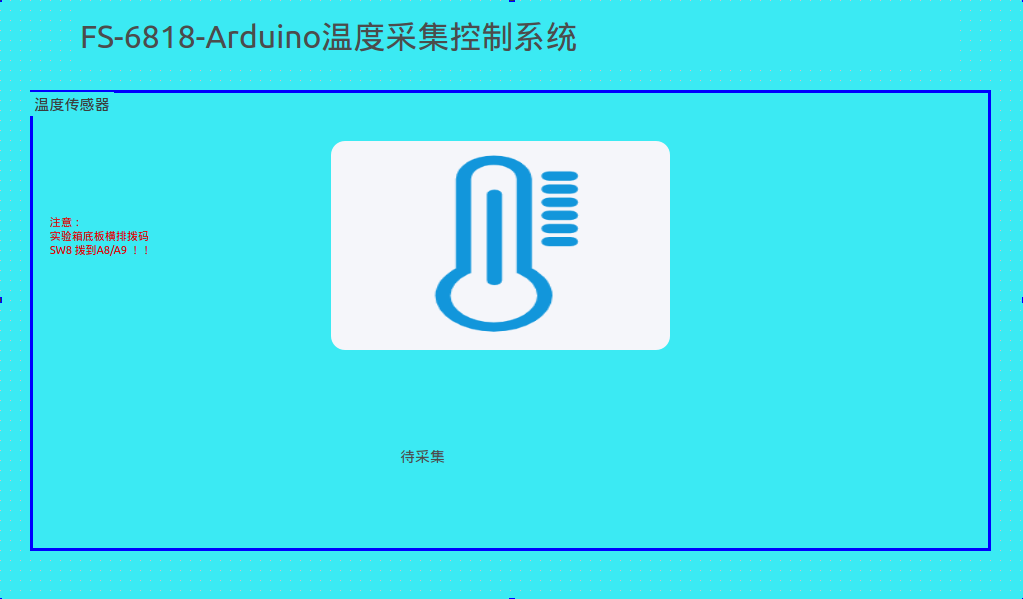 FS-6818-Arduino温度采集控制系统
温度传感器
注意：
实验箱底板横排拨码
SW8 拨到A8/A9 ！！
待采集